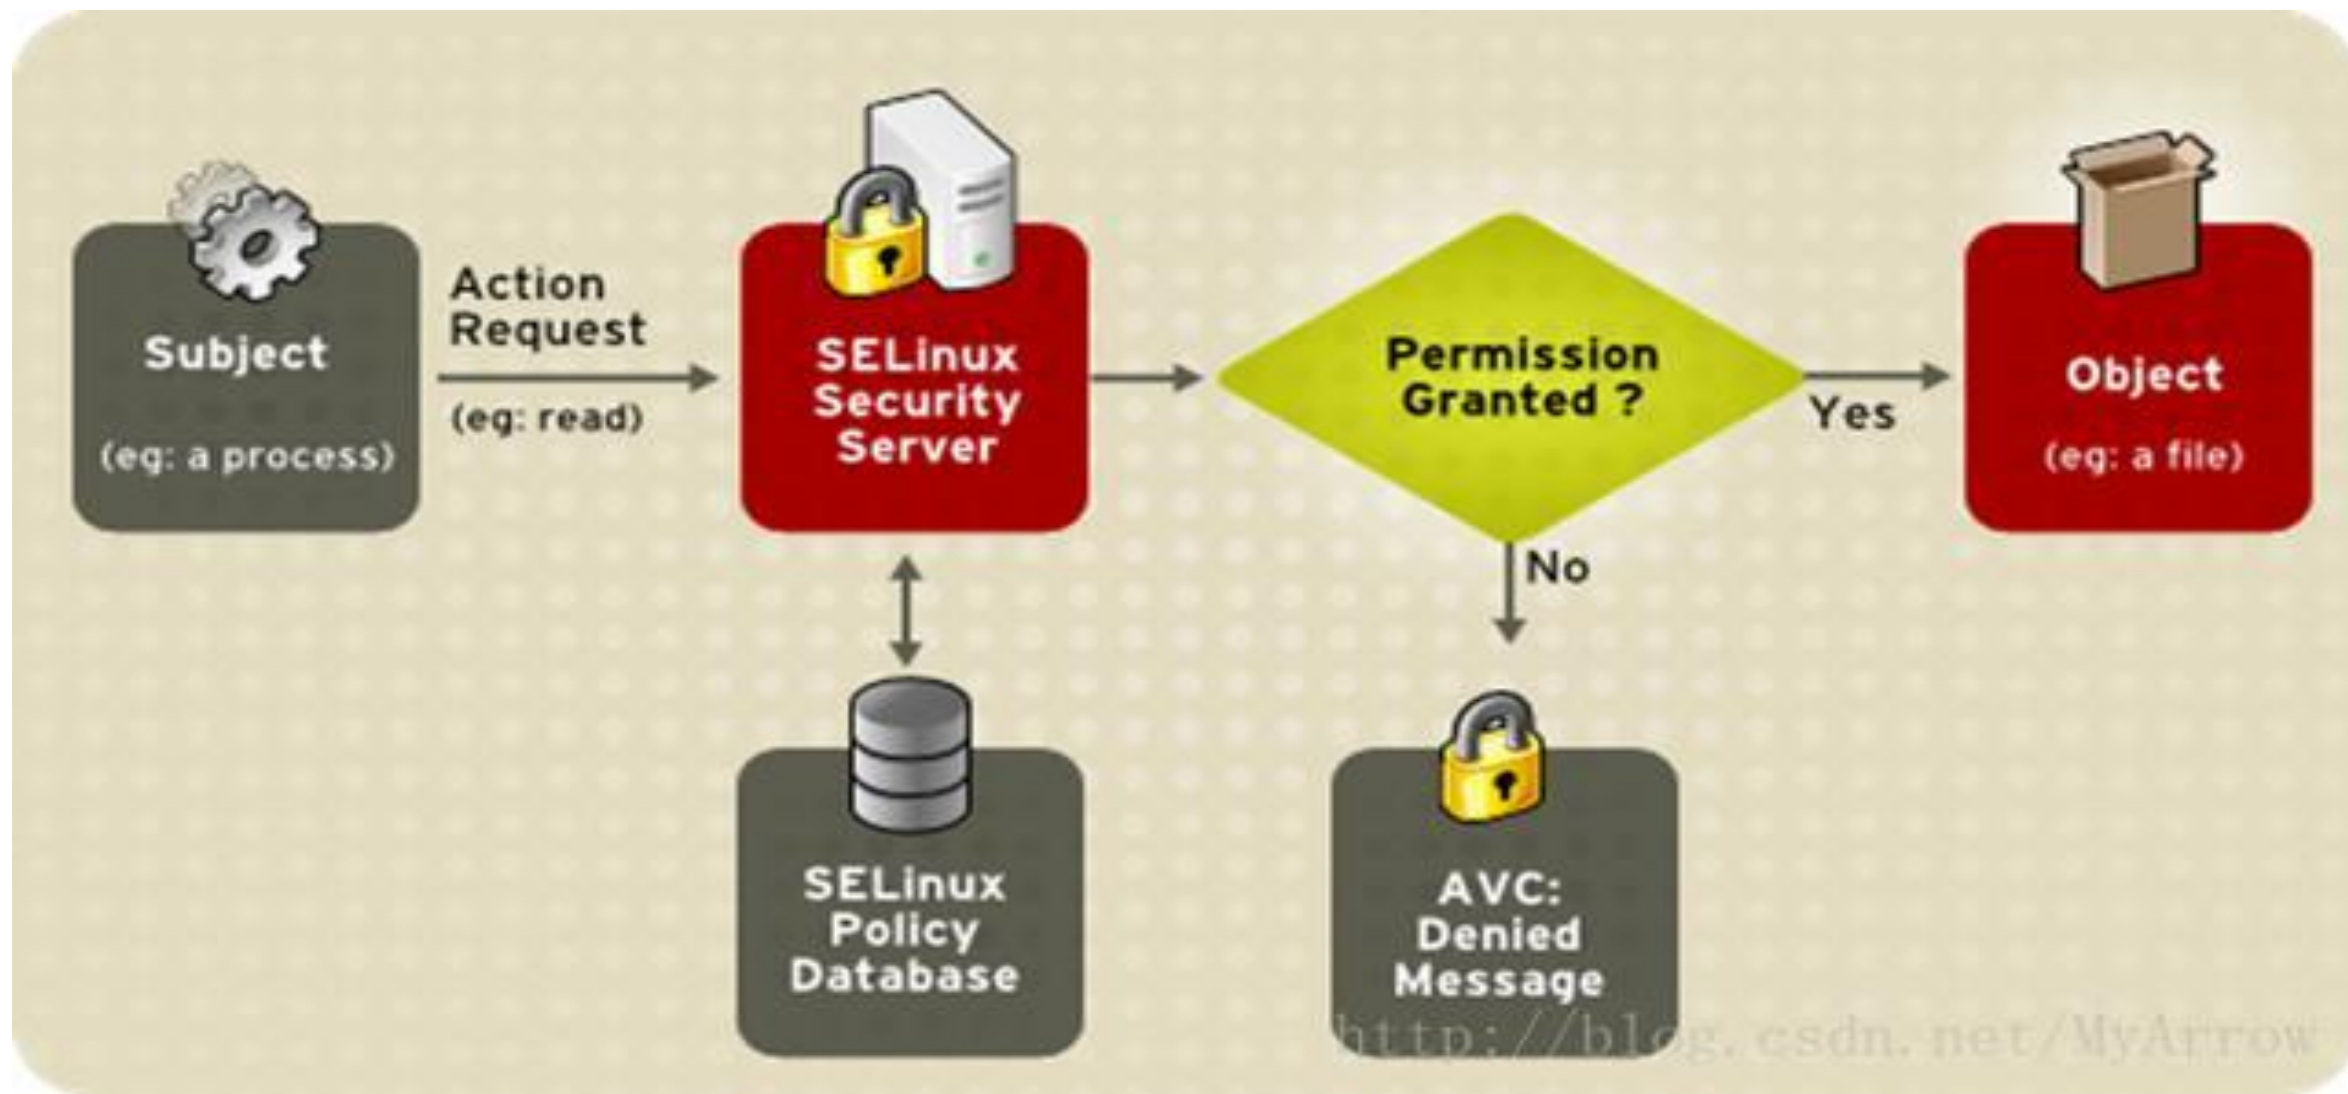 Subject
(eg: a process)
Action
Request
(eg: read)
SELinux
Security
Server
Permission
Granted ?
Yes
Object
(eg: a file)
No
SELinux
Policy
Database
AVC:
Denied
Message
http://blog.csdn.net/MyArrow